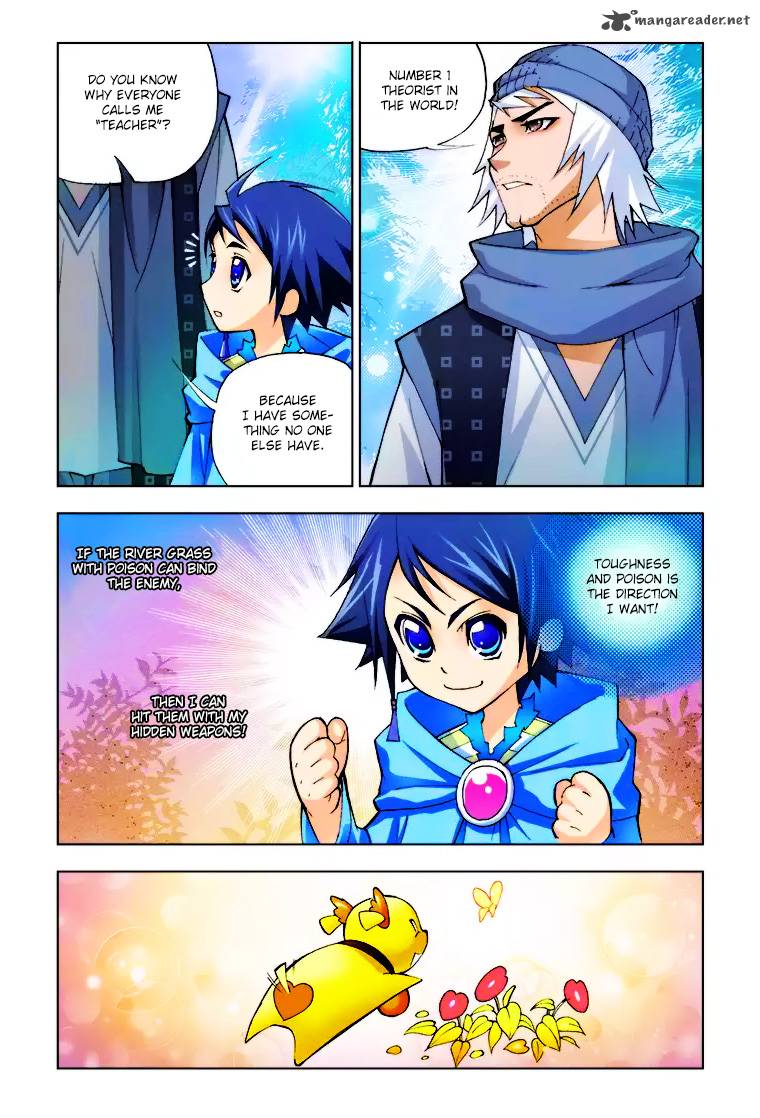 mangareader.net
DO YOU KNOW
WHY EVERYONE
CALLS ME
"TEACHER"?
BECAUSE
I HAVE SOME-
THING NO ONE
ELSE HAVE.
NUMBER 1
THEORIST IN
THE WORLD!
IF THE RIVER GRASS
WITH POISON CAN BIND
THE ENEMY,
THEN I CAN
HIT THEM WITH MY
HIDDEN WEAPONS!
TOUGHNESS
AND POISON IS
THE DIRECTION
I WANT!